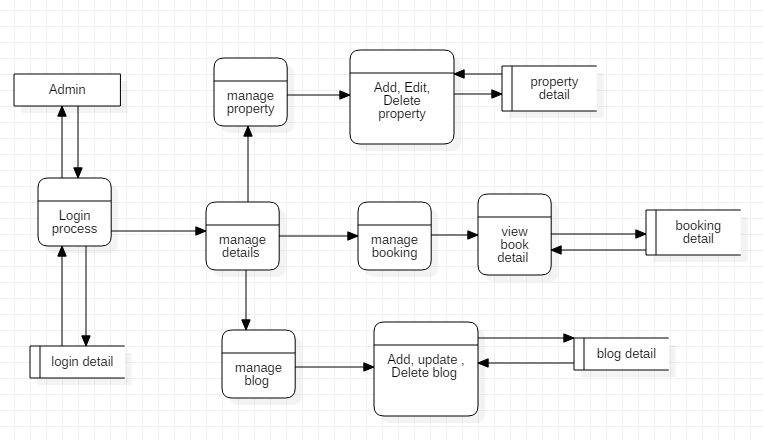 Admin
Login
process
login detail
manage
property
Add, Edit,
Delete
property
property
detail
manage
details
manage
booking
view
book
detail
booking
detail
manage
blog
Add, update ,
Delete blog
blog detail